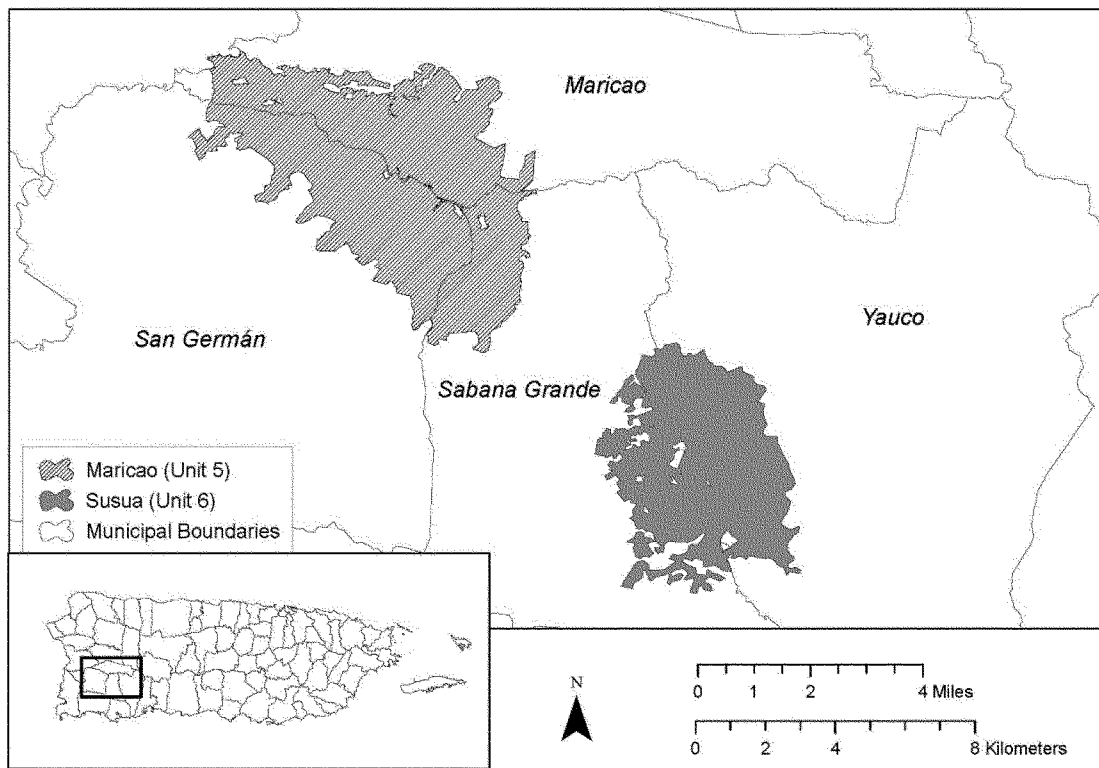 Maricao
Yauco
San Germán
Sabana Grande
Maricao (Unit 5)
Susua (Unit 6)
Municipal Boundaries
N
0 1 2 4 Miles
0 2 4 8 Kilometers